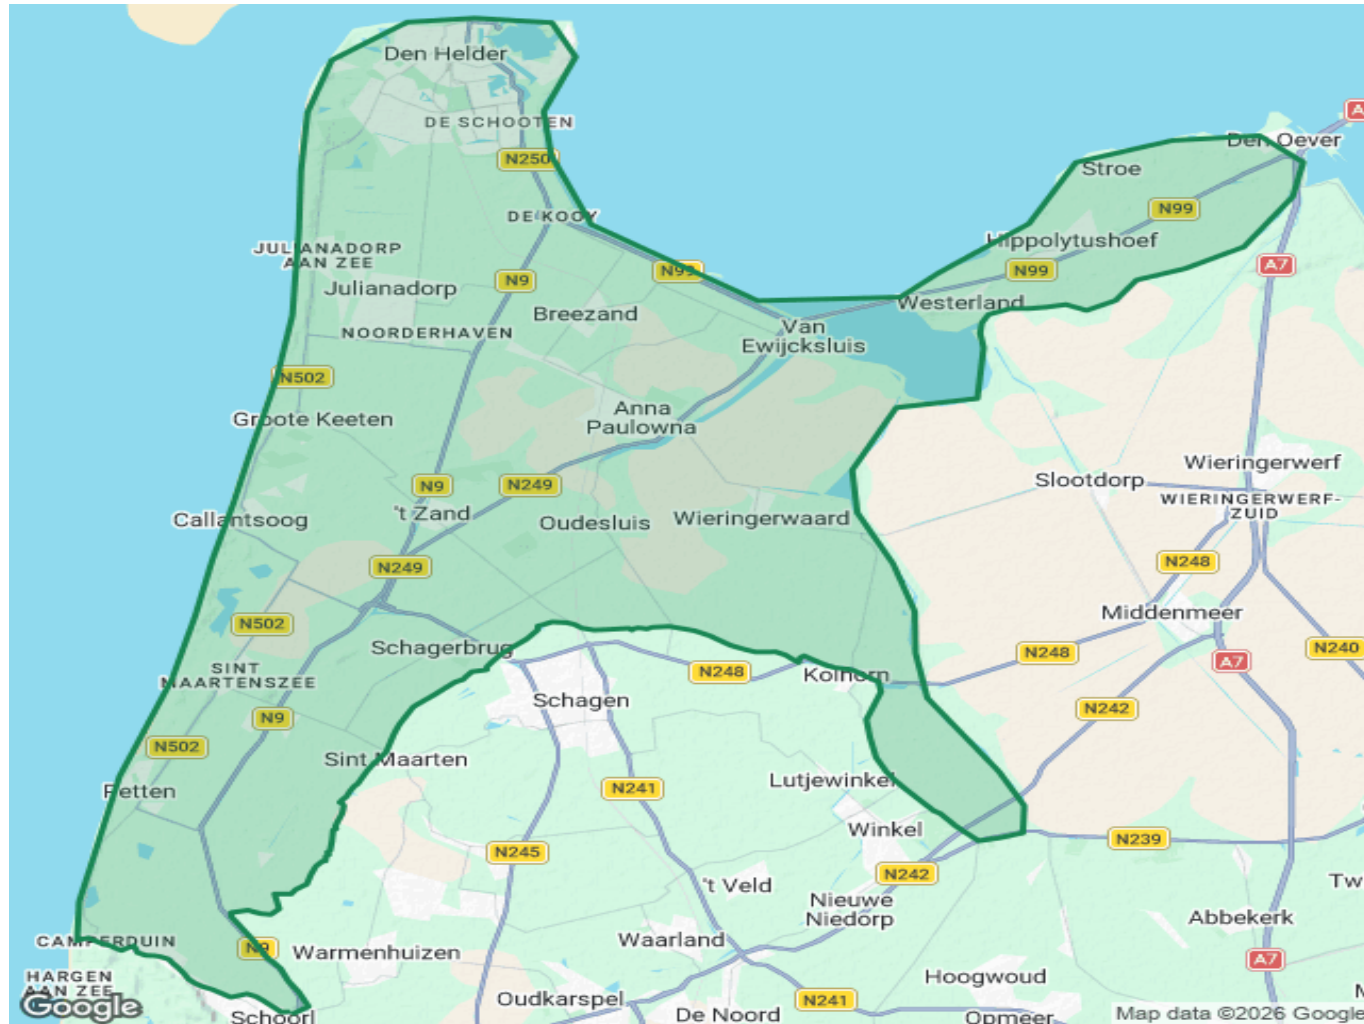 Den Helder
DE SCHOOTEN
N250
DE KOOY
JULIANADORP
AAN ZEE
Julianadorp
N9
N99
Breezand
NOORDERHAVEN
Van
Ewijcksluis
Den Oever
A
Stroe
N99
Hippolytushoef
N99
A7
Westerland
N502
Groote Keeten
Anna
Paulowna
N9
N249
't Zand
Oudesluis
Wieringerwaard
Callantsoog
Slootdorp
Wieringerwerf
WIERINGERWERF-
ZUID
N249
N248
N502
Middenmeer
Schagerbrug
N248
N240
SINT
MAARTENSZEE
N248
A7
Kolhorn
Schagen
N9
N242
N502
Sint Maarten
Petten
N241
Lutjewinkel
Winkel
N239
N245
N242
't Veld
Nieuwe
Niedorp
Tw
Abbekerk
CAMPERDUIN
N9
Warmenhuizen
Waarland
A7
HARGEN
AAN ZEE
Hoogwoud
Oudkarspel
N241
M
Google
Schoorl
De Noord
Opmeer
Map data ©2026 Google